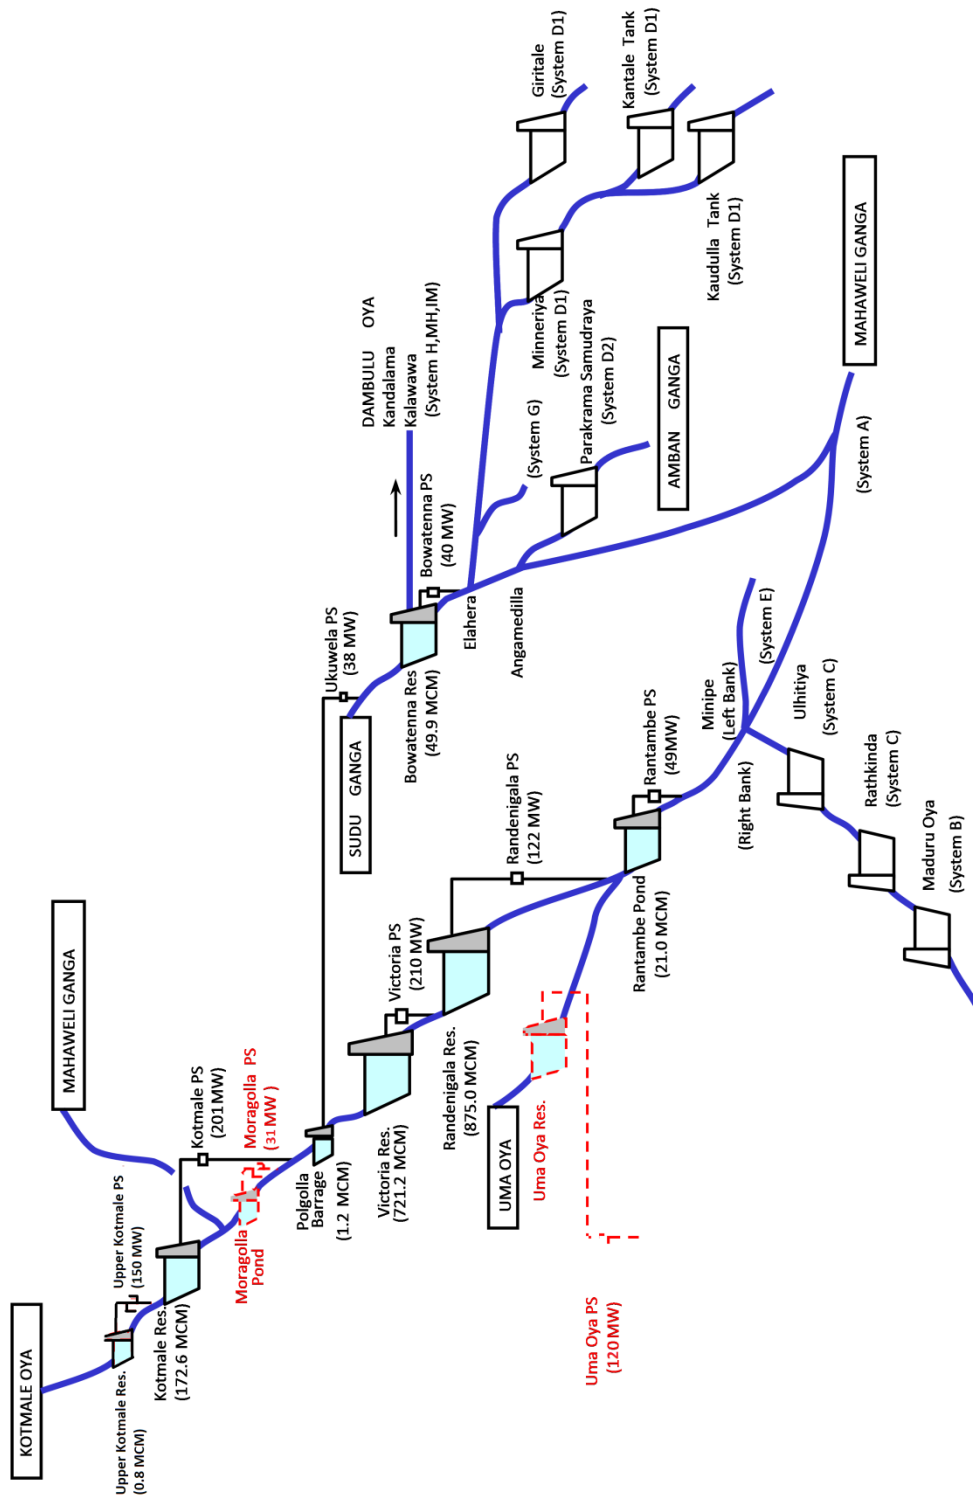 KOTMALE OYA
Upper Kotmale Res.
(0.8 MCM)
Upper Kotmale PS
(150 MW)
Kotmale Res.
(172.6 MCM)
MAHAWELI GANGA
Kotmale PS
(201 MW)
Moragolla PS
(31 MW )
Moragolla
Pond
Polgolla
Barrage
(1.2 MCM)
Victoria Res.
(721.2 MCM)
Victoria PS
(210 MW)
Randenigala Res.
(875.0 MCM)
Randenigala PS
(122 MW)
UMA OYA
Uma Oya Res.
Uma Oya PS
(120 MW)
Rantambe Pond
(21.0 MCM)
Rantambe PS
(49MW)
SUDU GANGA
Ukuwela PS
(38 MW)
Bowatenna Res
(49.9 MCM)
Bowatenna PS
(40 MW)
DAMBULU OYA
Kandalama
Kalawawa
(System H,MH,IM)
Elahera
Angamedilla
(System G)
Parakrama Samudraya
(System D2)
AMBAN GANGA
Minneriya
(System D1)
Giritale
(System D1)
Kantale Tank
(System D1)
Kaudulla Tank
(System D1)
Minipe
(Left Bank)
(Right Bank)
(System E)
Ulhitiya
(System C)
Rathkinda
(System C)
Maduru Oya
(System B)
(System A)
MAHAWELI GANGA